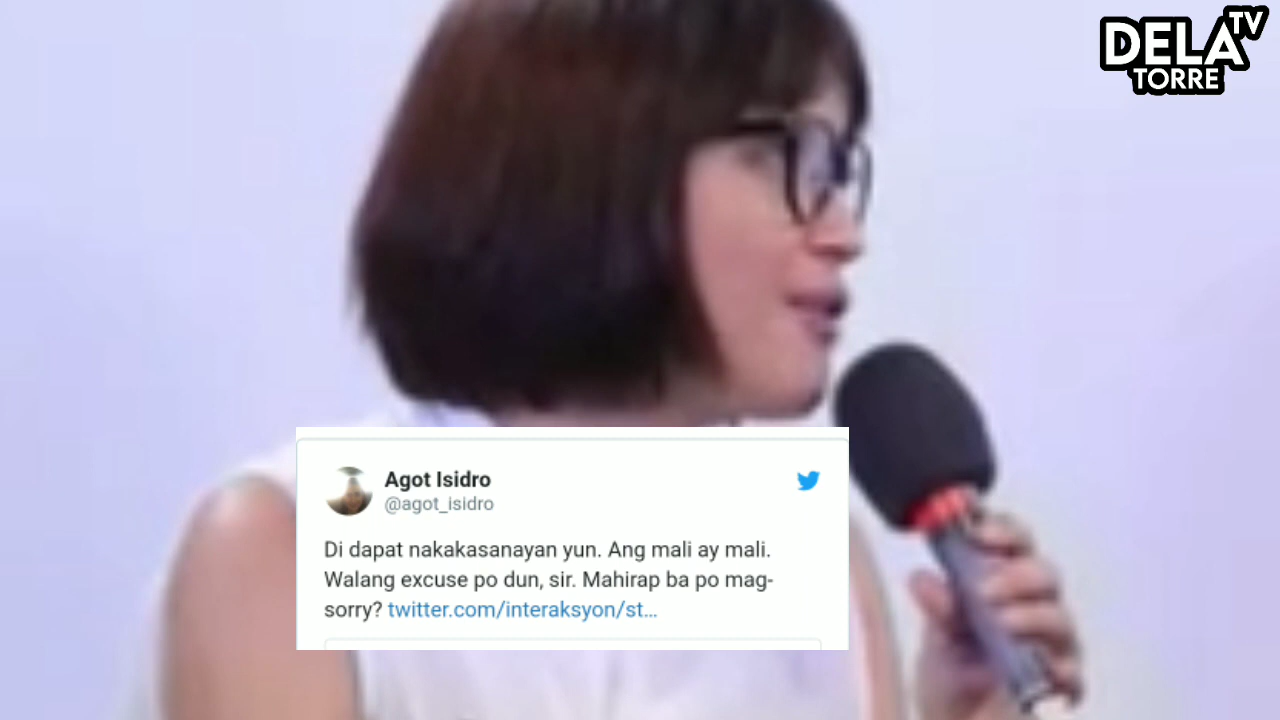 DELA TV
TORRE
Agot Isidro
@agot_isidro
Di dapat nakakasanayan yun. Ang mali ay mali.
Walang excuse po dun, sir. Mahirap ba po mag-
sorry? twitter.com/interaksyon/st…